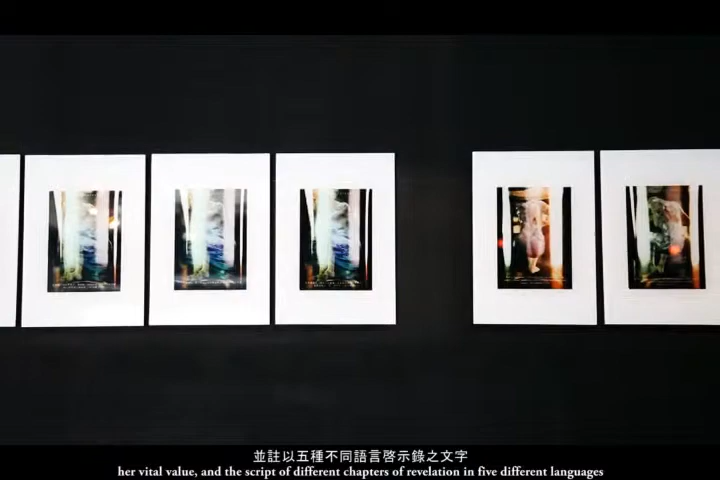 並註以五種不同語言啓示錄之文字
her vital value, and the script of different chapters of revelation in five different languages